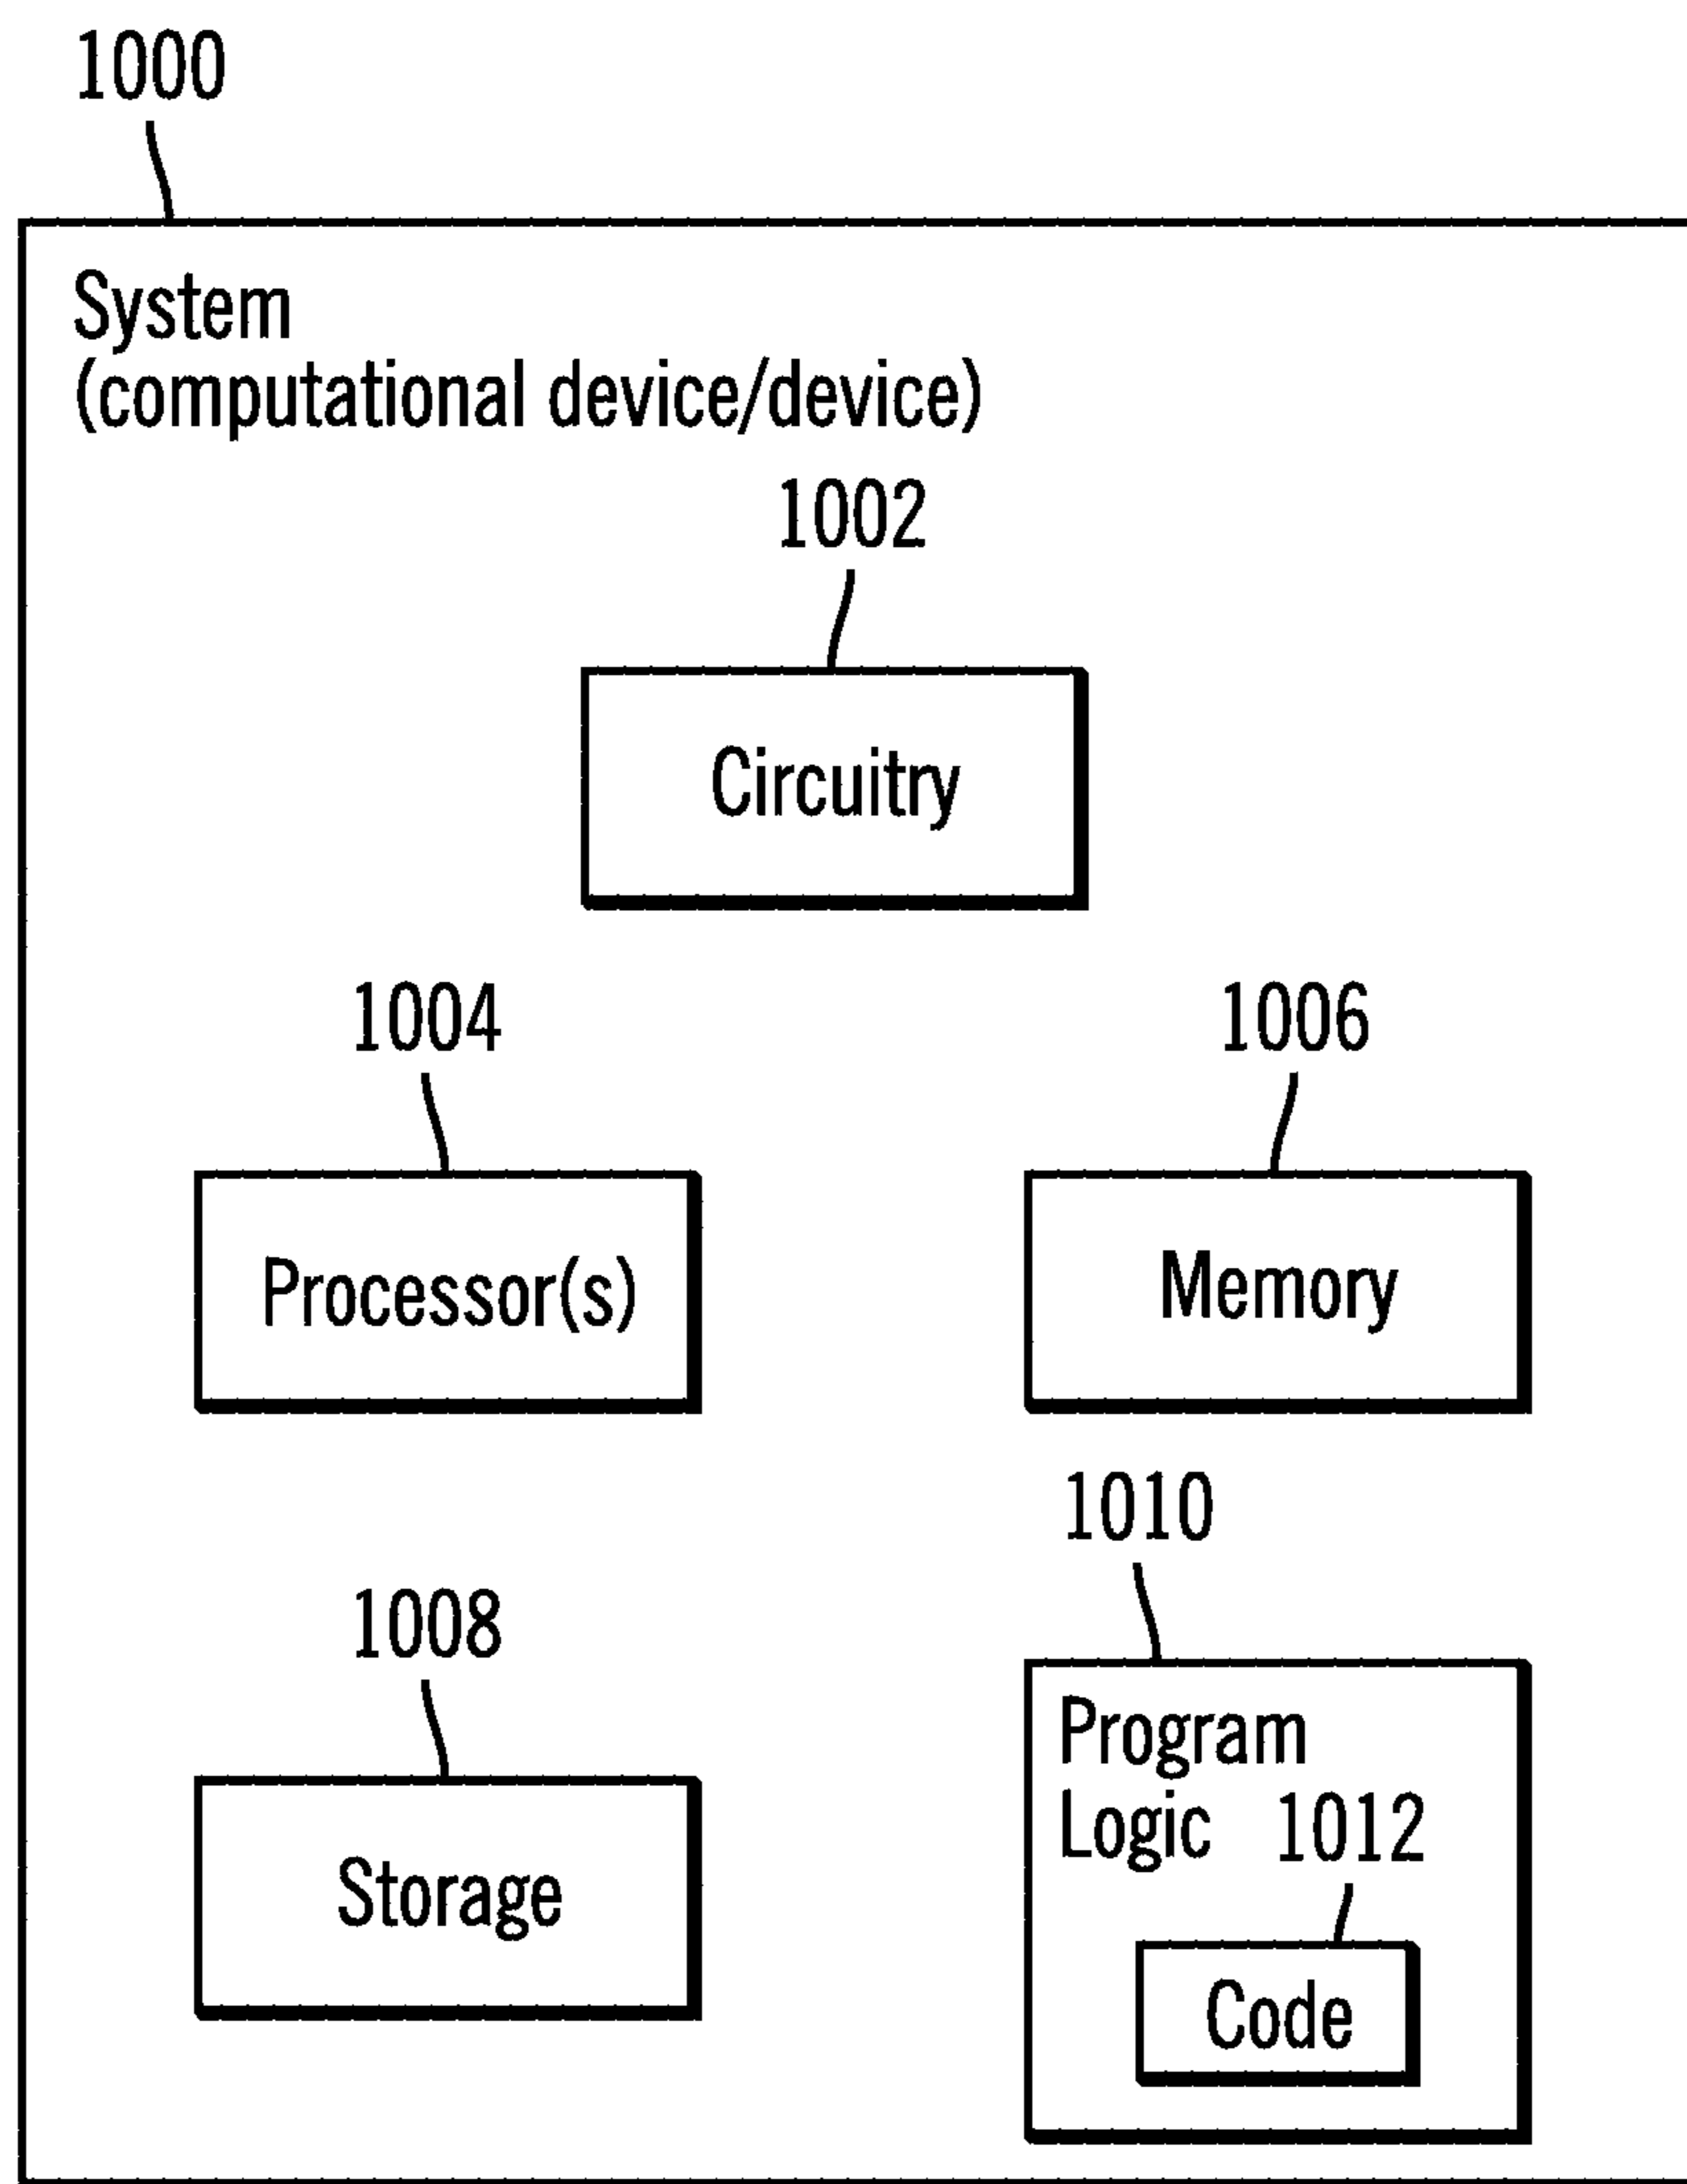 1000
System
(computational device/device)
1002
Circuitry
1004
1006
Processor(s)
Memory
1010
1008
Program
Logic 1012
Storage
Code